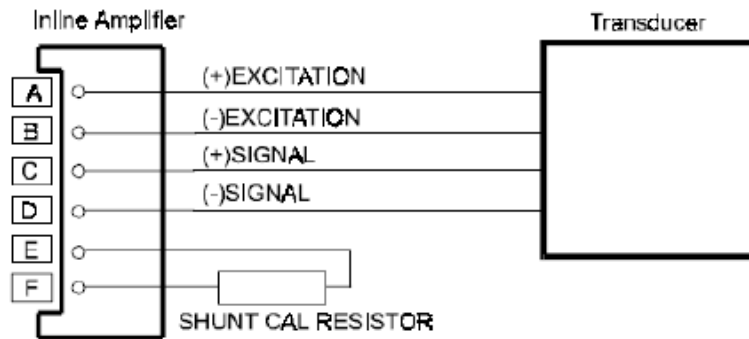 Inline Amplifier
Transducer
A
(+)EXCITATION
B
(-)EXCITATION
C
(+)SIGNAL
D
(-)SIGNAL
E
F
SHUNT CAL RESISTOR